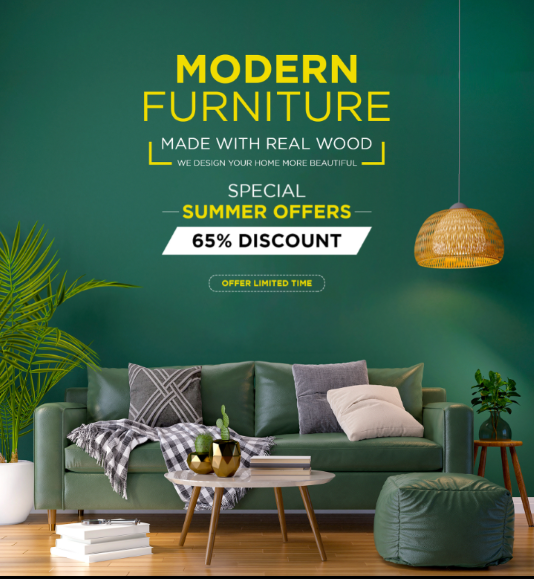 MODERN
FURNITURE
MADE WITH REAL WOOD
WE DESIGN YOUR HOME MORE BEAUTIFUL
SPECIAL
SUMMER OFFERS
65% DISCOUNT
OFFER LIMITED TIME